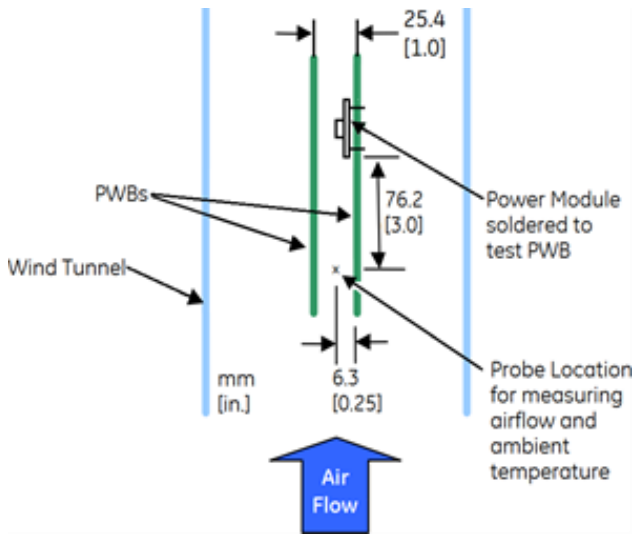 25.4
[1.0]
PWBs
76.2
[3.0]
Power Module
soldered to
test PWB
Wind Tunnel
x
mm
[in.]
6.3
[0.25]
Probe Location
for measuring
airflow and
ambient
temperature
Air
Flow